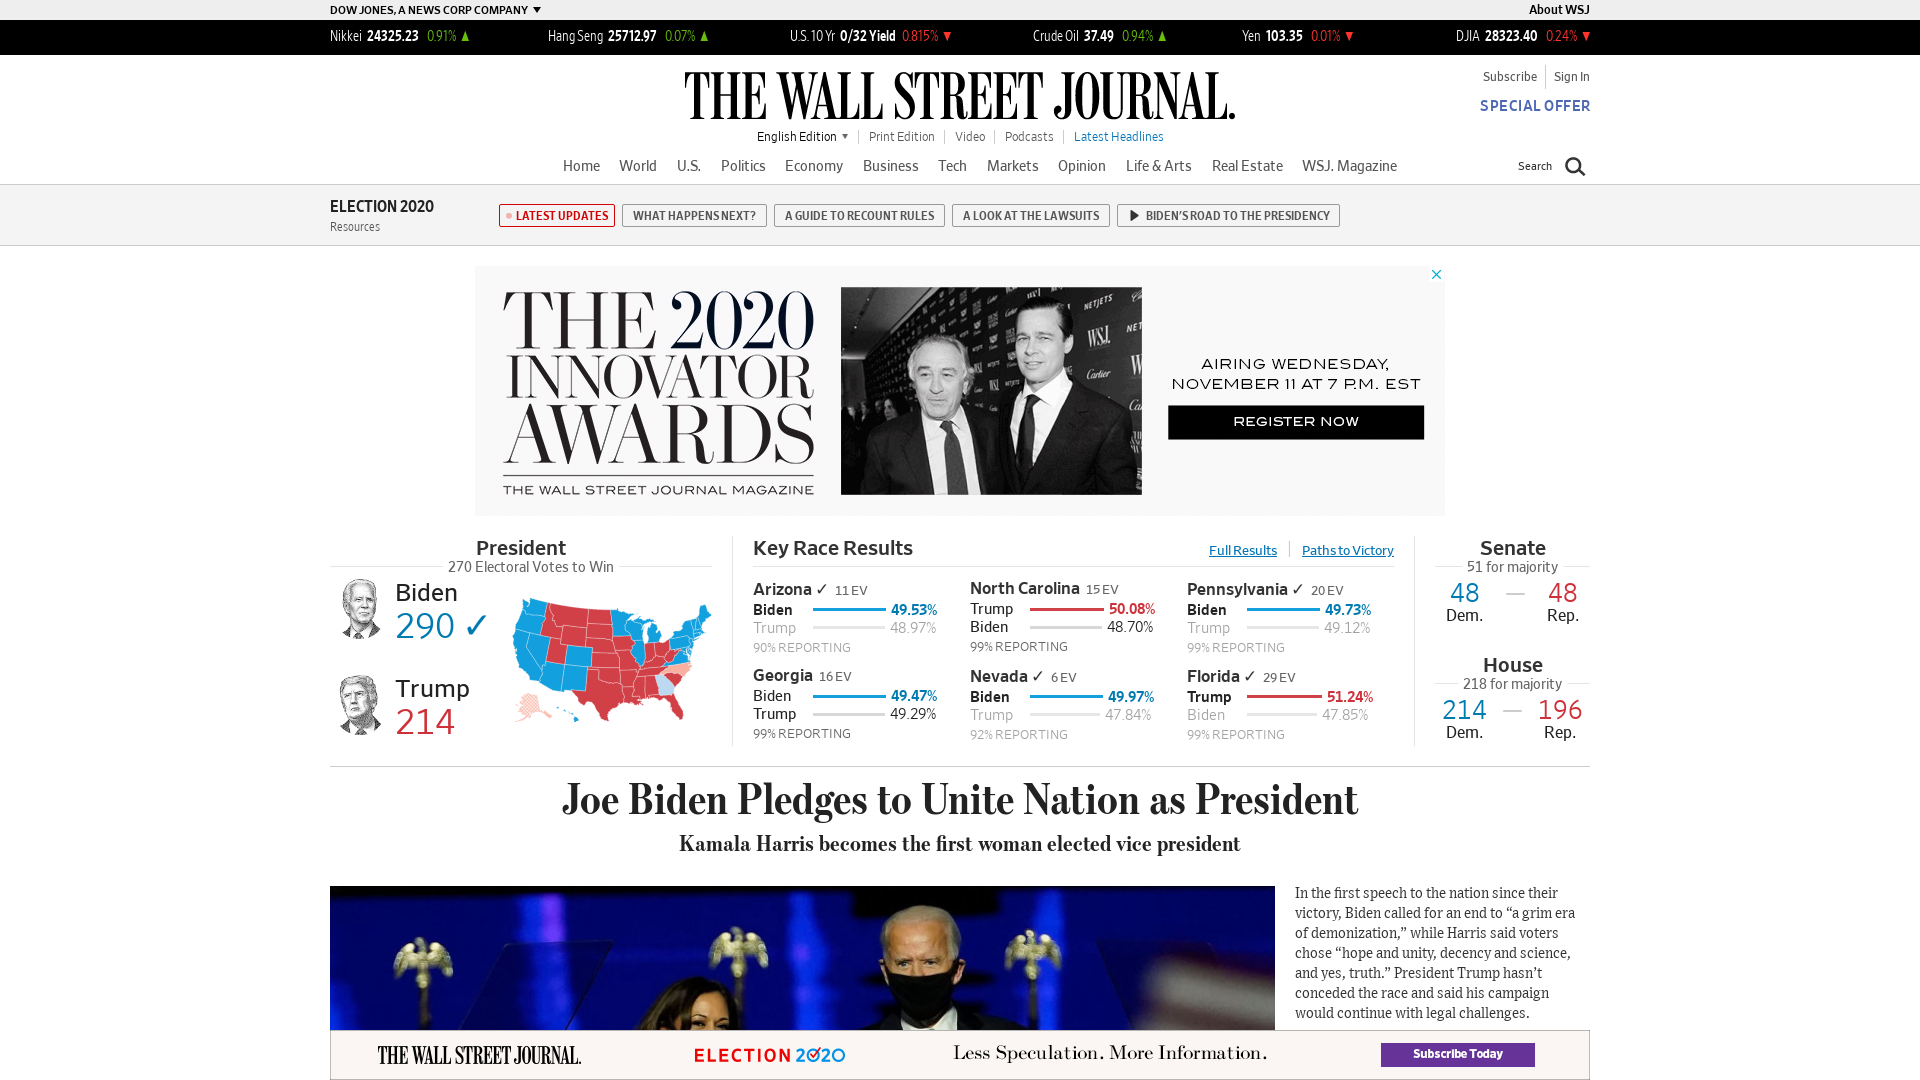 DOW JONES, A NEWS CORP COMPANY
About WSJ
Nikkei 24325.23 0.91% ▲
Hang Seng 25712.97 0.07% ▲
U.S. 10 Yr 0/32 Yield 0.815% ▼
Crude Oil 37.49 0.94% ▲
Yen 103.35 0.01% ▼
DJIA 28323.40 0.24% ▼
THE WALL STREET JOURNAL.
Subscribe
Sign In
SPECIAL OFFER
English Edition
Print Edition
Video
Podcasts
Latest Headlines
Home World U.S. Politics Economy Business Tech Markets Opinion Life & Arts Real Estate WSJ. Magazine
Search
ELECTION 2020
Resources
LATEST UPDATES
WHAT HAPPENS NEXT?
A GUIDE TO RECOUNT RULES
A LOOK AT THE LAWSUITS
BIDEN'S ROAD TO THE PRESIDENCY
THE 2020
INNOVATOR
AWARDS
THE WALL STREET JOURNAL MAGAZINE
NETJETS
WSJ.
Cartier
AIRING WEDNESDAY,
NOVEMBER 11 AT 7 P.M. EST
REGISTER NOW
President
270 Electoral Votes to Win
Biden
290 ✓
Trump
214
Key Race Results
Full Results
Paths to Victory
Arizona ✓ 11 EV
Biden 49.53%
Trump 48.97%
90% REPORTING
North Carolina 15 EV
Trump 50.08%
Biden 48.70%
99% REPORTING
Pennsylvania ✓ 20 EV
Biden 49.73%
Trump 49.12%
99% REPORTING
Georgia 16 EV
Biden 49.47%
Trump 49.29%
99% REPORTING
Nevada ✓ 6 EV
Biden 49.97%
Trump 47.84%
92% REPORTING
Florida ✓ 29 EV
Trump 51.24%
Biden 47.85%
99% REPORTING
Senate
51 for majority
48 — 48
Dem. Rep.
House
218 for majority
214 — 196
Dem. Rep.
Joe Biden Pledges to Unite Nation as President
Kamala Harris becomes the first woman elected vice president
In the first speech to the nation since their
victory, Biden called for an end to “a grim era
of demonization,” while Harris said voters
chose “hope and unity, decency and science,
and yes, truth.” President Trump hasn’t
conceded the race and said his campaign
would continue with legal challenges.
THE WALL STREET JOURNAL.
ELECTION 2020
Less Speculation. More Information.
Subscribe Today